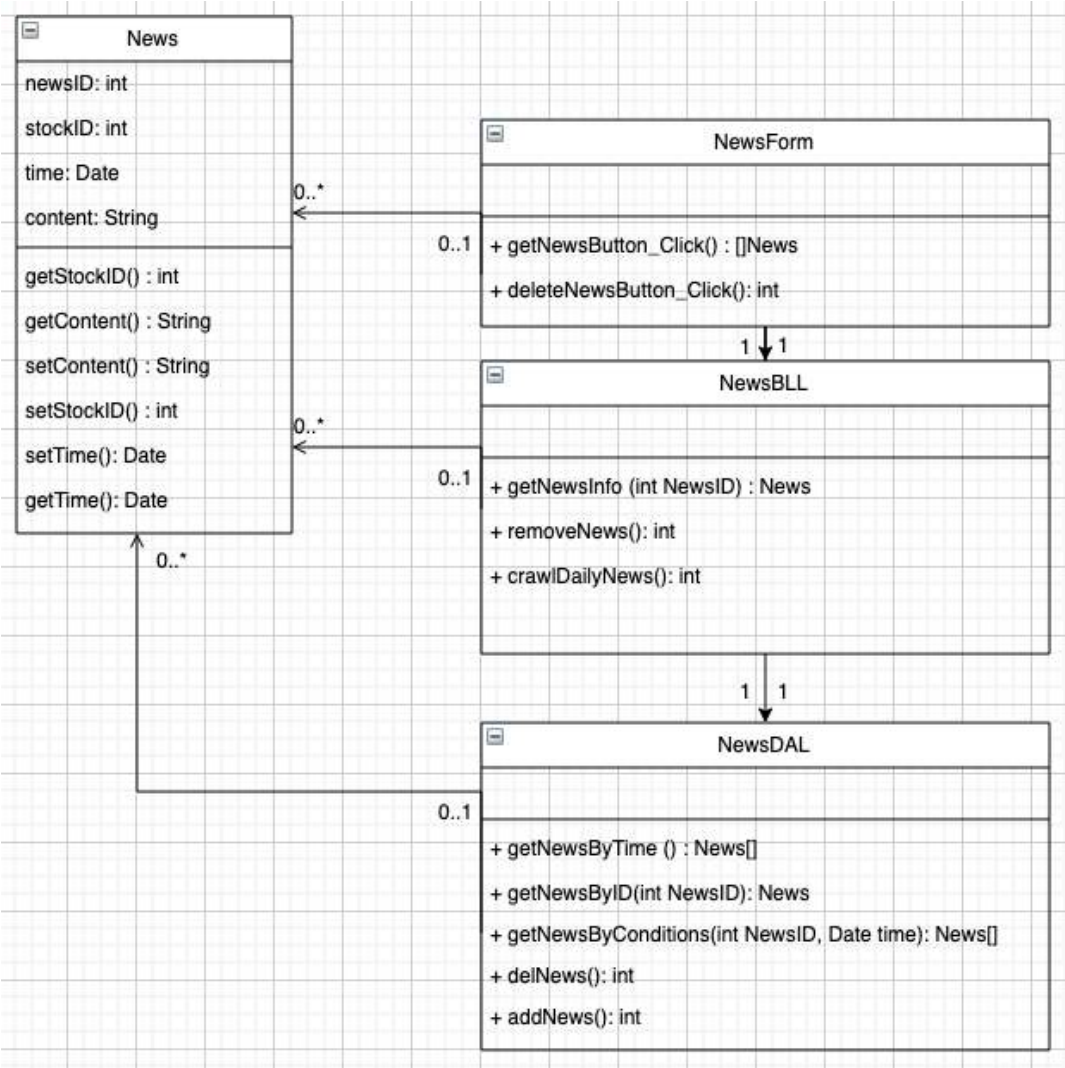 News
newsID: int
stockID: int
time: Date
content: String
getStockID() : int
getContent() : String
setContent() : String
setStockID() : int
setTime(): Date
getTime(): Date
0..*
0..1
NewsForm
+ getNewsButton_Click() : []News
+ deleteNewsButton_Click(): int
1 1
0..*
0..1
NewsBLL
+ getNewsInfo (int NewsID) : News
+ removeNews(): int
+ crawlDailyNews(): int
1 1
0..*
0..1
NewsDAL
+ getNewsByTime () : News[]
+ getNewsByID(int NewsID): News
+ getNewsByConditions(int NewsID, Date time): News[]
+ delNews(): int
+ addNews(): int